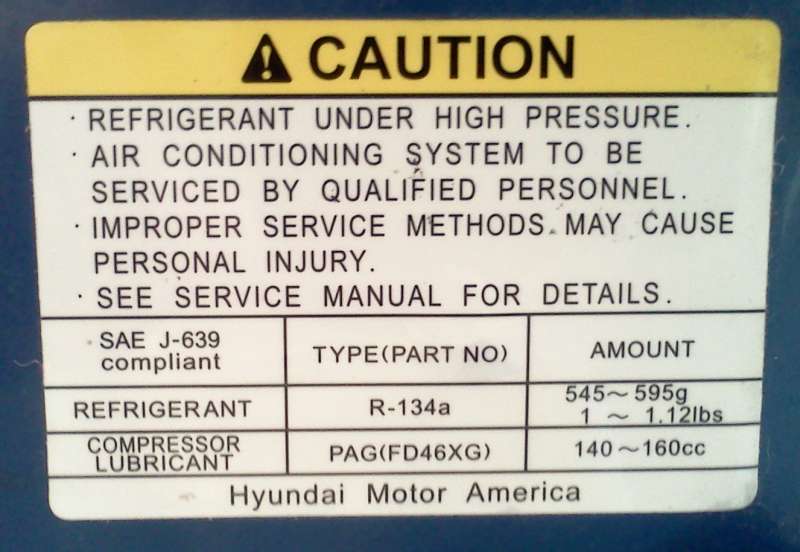 CAUTION
· REFRIGERANT UNDER HIGH PRESSURE.
· AIR CONDITIONING SYSTEM TO BE
SERVICED BY QUALIFIED PERSONNEL.
· IMPROPER SERVICE METHODS MAY CAUSE
PERSONAL INJURY.
· SEE SERVICE MANUAL FOR DETAILS.
SAE J-639
compliant
TYPE(PART NO)
AMOUNT
REFRIGERANT
R-134a
545~595g
1 ~ 1.12lbs
COMPRESSOR
LUBRICANT
PAG(FD46XG)
140~160cc
Hyundai Motor America